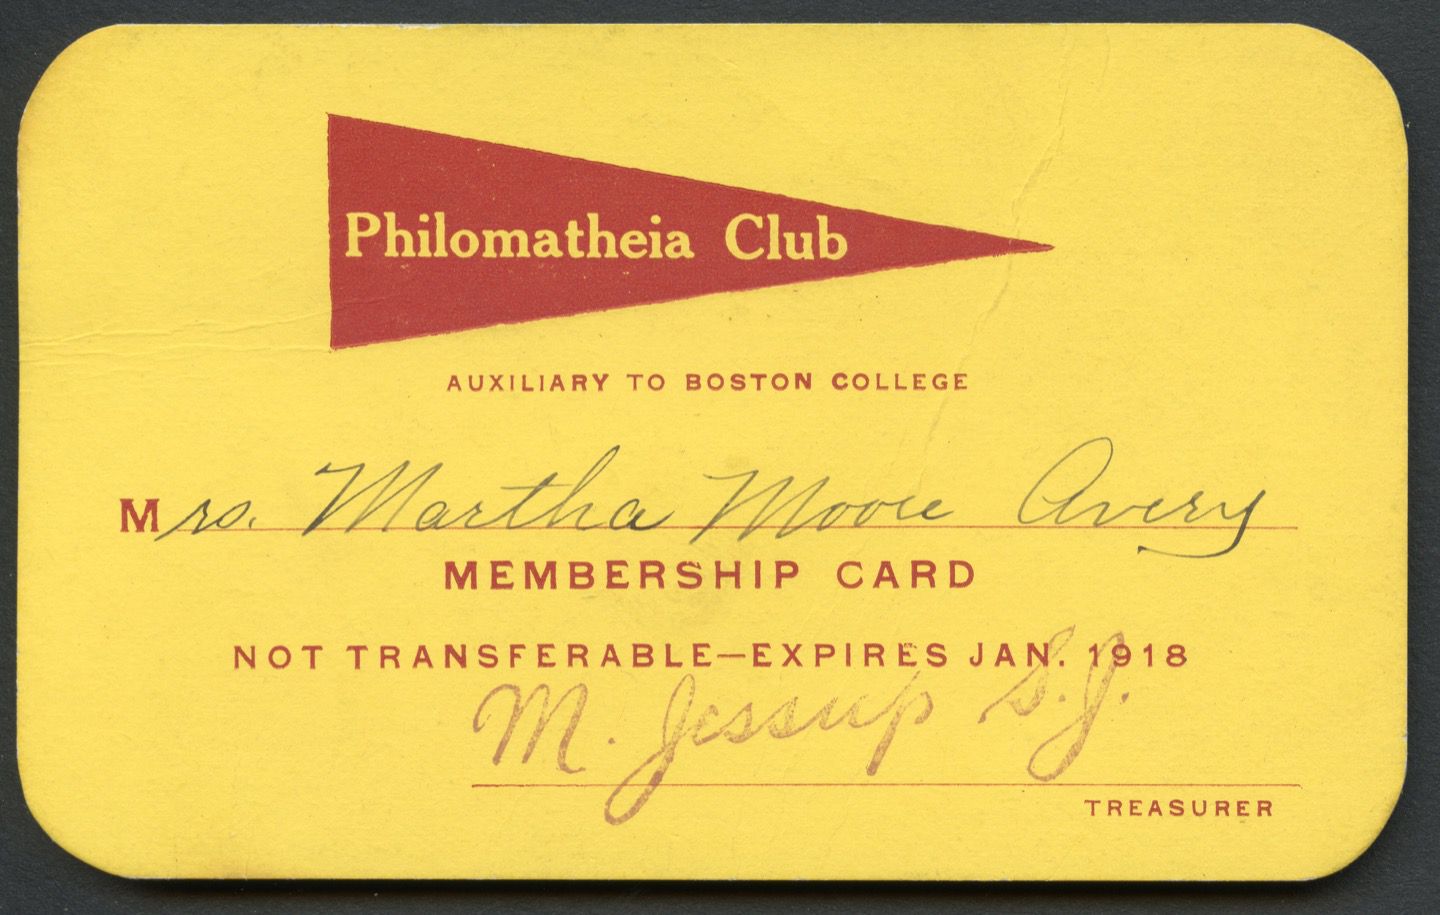 Philomatheia Club
AUXILIARY TO BOSTON COLLEGE
Mrs. Martha Moore Avery
MEMBERSHIP CARD
NOT TRANSFERABLE—EXPIRES JAN. 1918
M. Jessup S.J.
TREASURER